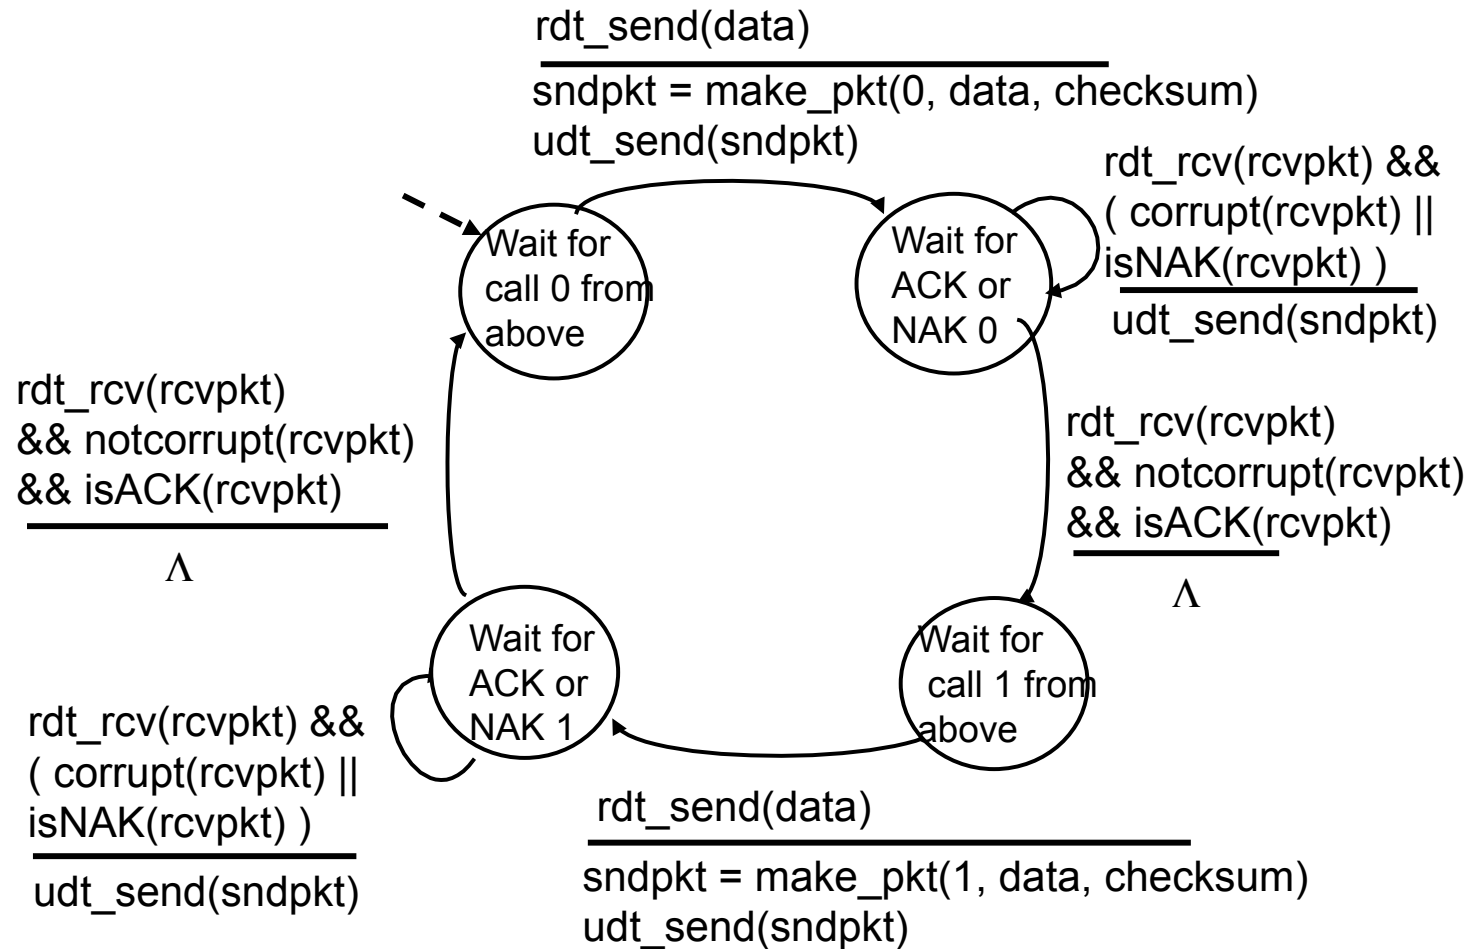 rdt_send(data)
sndpkt = make_pkt(0, data, checksum)
udt_send(sndpkt)
rdt_rcv(rcvpkt) &&
( corrupt(rcvpkt) ||
isNAK(rcvpkt) )
udt_send(sndpkt)
Wait for
call 0 from
above
Wait for
ACK or
NAK 0
rdt_rcv(rcvpkt)
&& notcorrupt(rcvpkt)
&& isACK(rcvpkt)
Λ
rdt_rcv(rcvpkt)
&& notcorrupt(rcvpkt)
&& isACK(rcvpkt)
Λ
Wait for
ACK or
NAK 1
Wait for
call 1 from
above
rdt_rcv(rcvpkt) &&
( corrupt(rcvpkt) ||
isNAK(rcvpkt) )
udt_send(sndpkt)
rdt_send(data)
sndpkt = make_pkt(1, data, checksum)
udt_send(sndpkt)